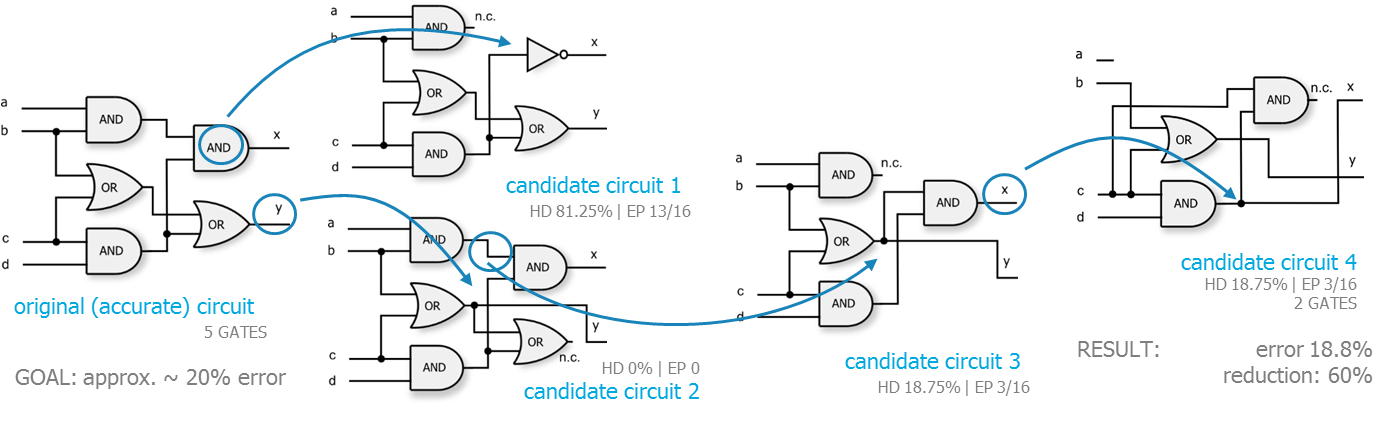 a
b
c
d
AND
OR
AND
AND
OR
x
y
original (accurate) circuit
5 GATES
GOAL: approx. ~ 20% error
a
b
c
d
AND
n.c.
OR
AND
OR
x
y
candidate circuit 1
HD 81.25% | EP 13/16
a
b
c
d
AND
OR
AND
AND
OR
n.c.
x
y
HD 0% | EP 0
candidate circuit 2
a
b
c
d
AND
n.c.
OR
AND
AND
x
y
candidate circuit 3
HD 18.75% | EP 3/16
a
b
c
d
AND
n.c.
OR
AND
x
y
candidate circuit 4
HD 18.75% | EP 3/16
2 GATES
RESULT: error 18.8%
reduction: 60%